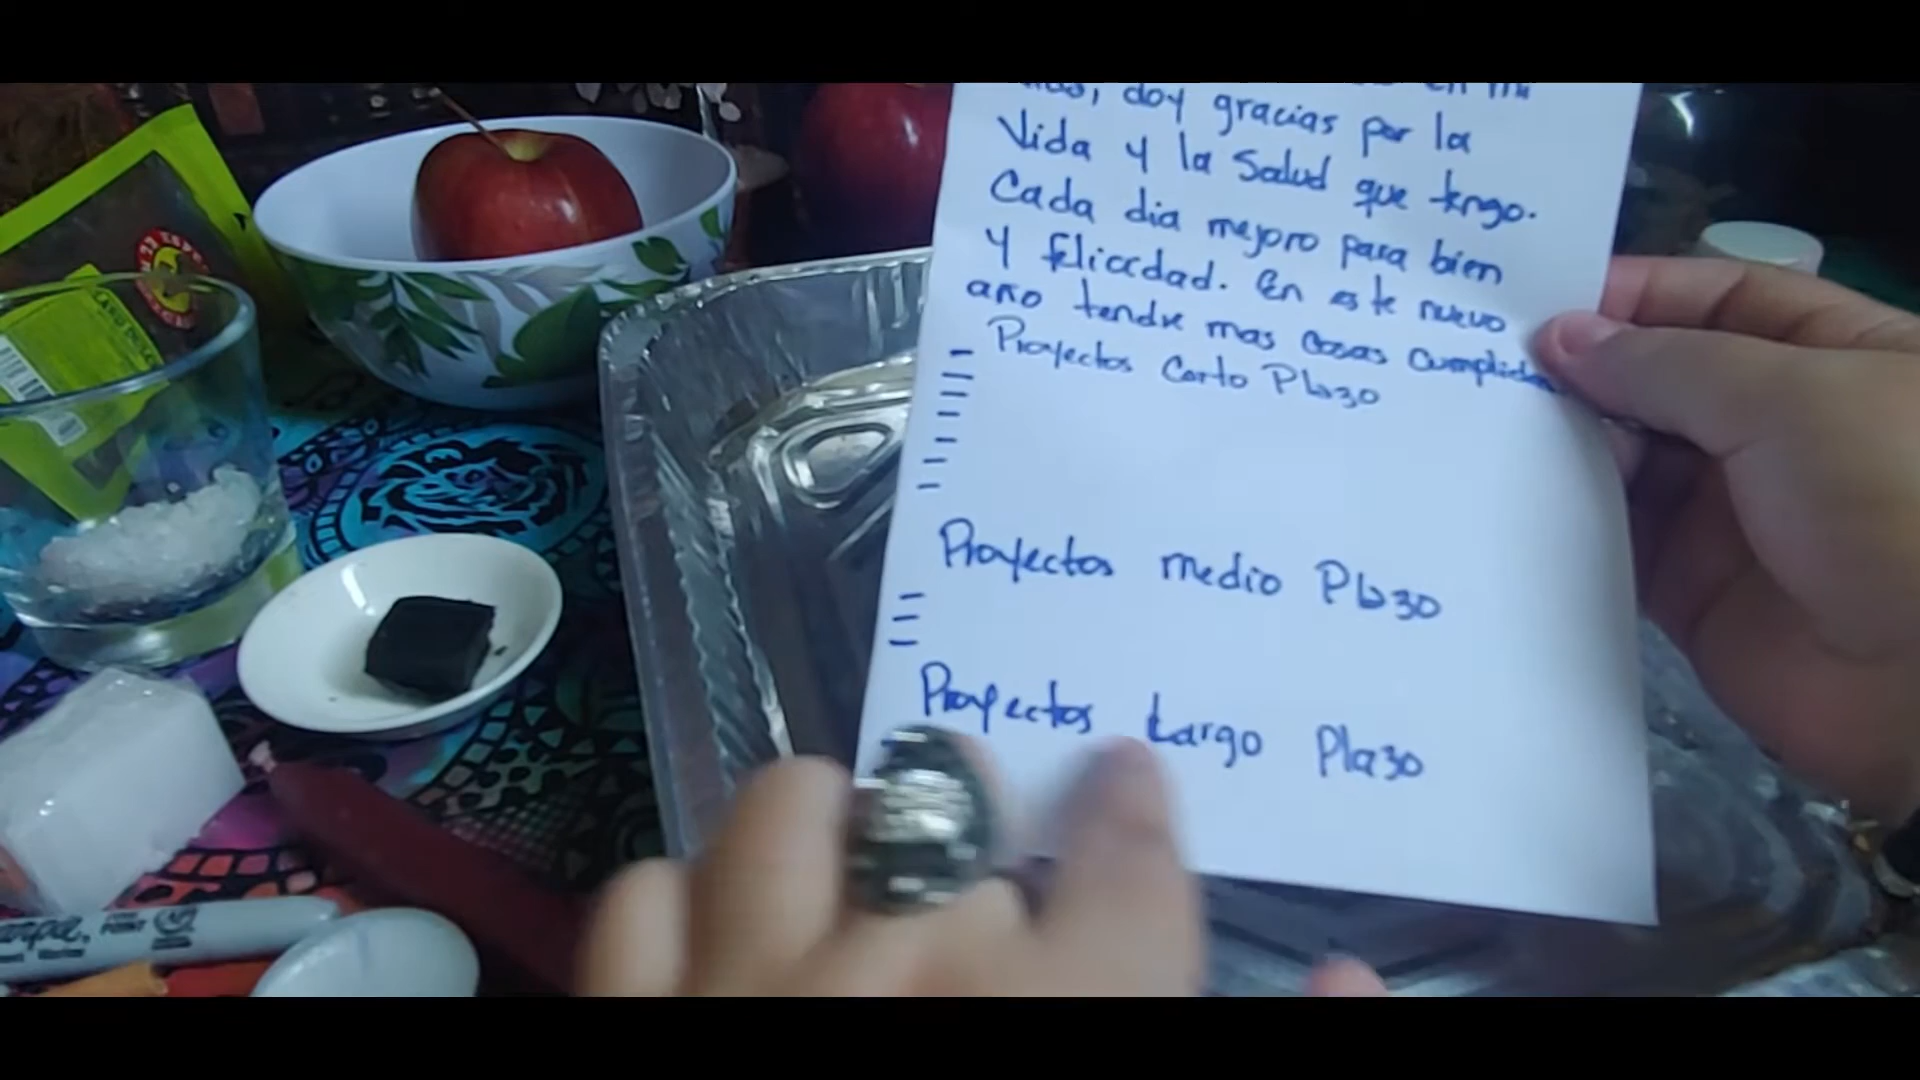 doy gracias por la
Vida y la Salud que tengo.
Cada dia mejoro para bien
y feliccdad. En este nuevo
año tendre mas cosas cumplidas
- Proyectos Corto Plazo
-
-
-
-
-
Proyectos medio Plazo
-
-
-
Proyectos Largo Plazo